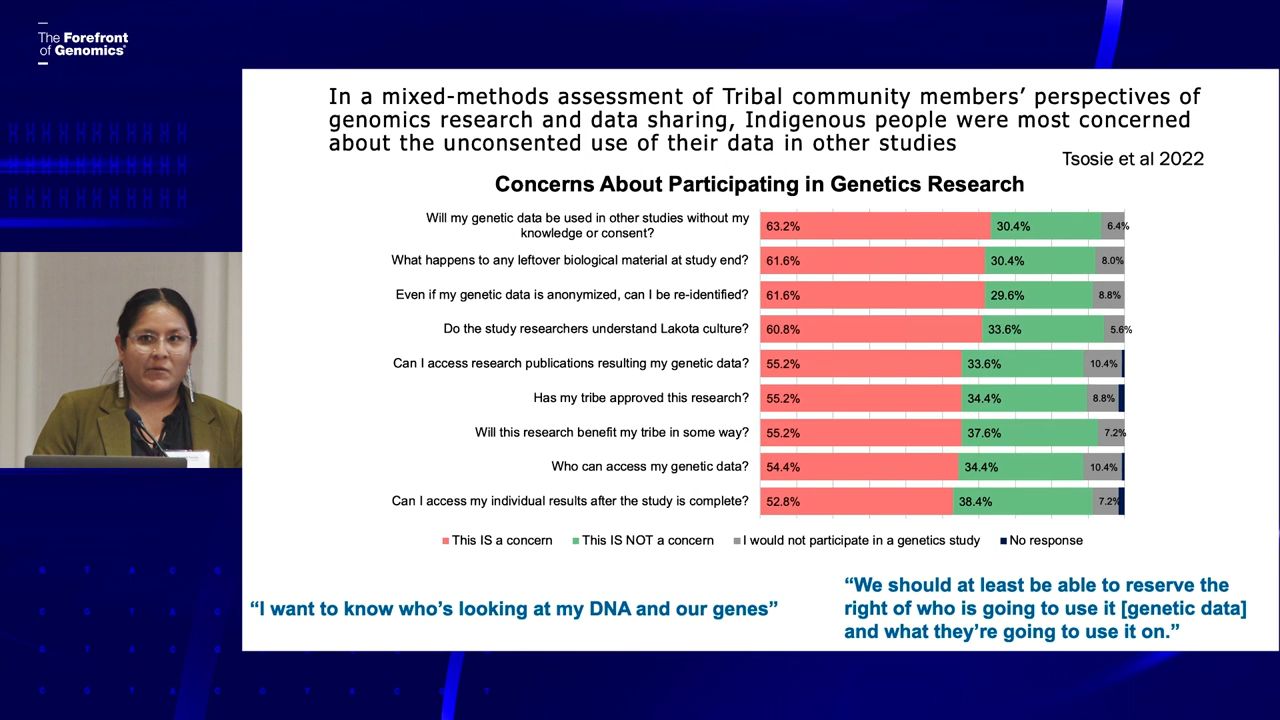 The Forefront
of Genomics®
In a mixed-methods assessment of Tribal community members’ perspectives of
genomics research and data sharing, Indigenous people were most concerned
about the unconsented use of their data in other studies
Tsosie et al 2022
Concerns About Participating in Genetics Research
Will my genetic data be used in other studies without my
knowledge or consent?
63.2% 30.4% 6.4%
What happens to any leftover biological material at study end? 61.6% 30.4% 8.0%
Even if my genetic data is anonymized, can I be re-identified? 61.6% 29.6% 8.8%
Do the study researchers understand Lakota culture? 60.8% 33.6% 5.6%
Can I access research publications resulting my genetic data? 55.2% 33.6% 10.4%
Has my tribe approved this research? 55.2% 34.4% 8.8%
Will this research benefit my tribe in some way? 55.2% 37.6% 7.2%
Who can access my genetic data? 54.4% 34.4% 10.4%
Can I access my individual results after the study is complete? 52.8% 38.4% 7.2%
This IS a concern This IS NOT a concern I would not participate in a genetics study No response
“I want to know who’s looking at my DNA and our genes”
“We should at least be able to reserve the
right of who is going to use it [genetic data]
and what they’re going to use it on.”